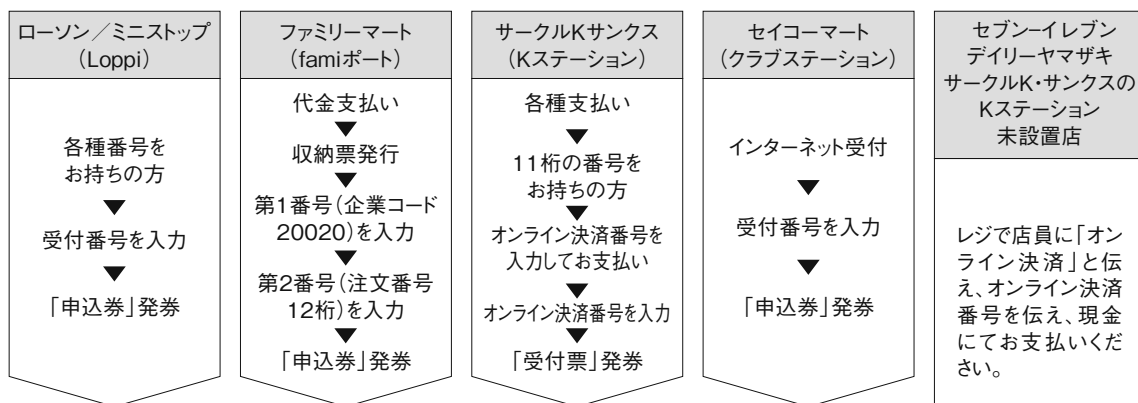 ローソン／ミニストップ
（Loppi）
各種番号を
お持ちの方
▼
受付番号を入力
▼
「申込券」発券
ファミリーマート
（famiポート）
代金支払い
▼
収納票発行
▼
第1番号（企業コード
20020）を入力
▼
第2番号（注文番号
12桁）を入力
▼
「申込券」発券
サークルKサンクス
（Kステーション）
各種支払い
▼
11桁の番号を
お持ちの方
▼
オンライン決済番号を
入力してお支払い
▼
オンライン決済番号を入力
▼
「受付票」発券
セイコーマート
（クラブステーション）
インターネット受付
▼
受付番号を入力
▼
「申込券」発券
セブン–イレブン
デイリーヤマザキ
サークルK・サンクスの
Kステーション
未設置店
レジで店員に「オン
ライン決済」と伝
え、オンライン決済
番号を伝え、現金
にてお支払いくだ
さい。